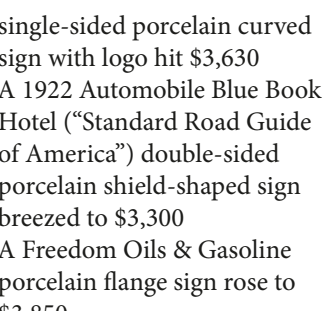 single-sided porcelain curved
sign with logo hit $3,630
A 1922 Automobile Blue Book
Hotel (“Standard Road Guide
of America”) double-sided
porcelain shield-shaped sign
breezed to $3,300
A Freedom Oils & Gasoline
porcelain flange sign rose to
$3,850